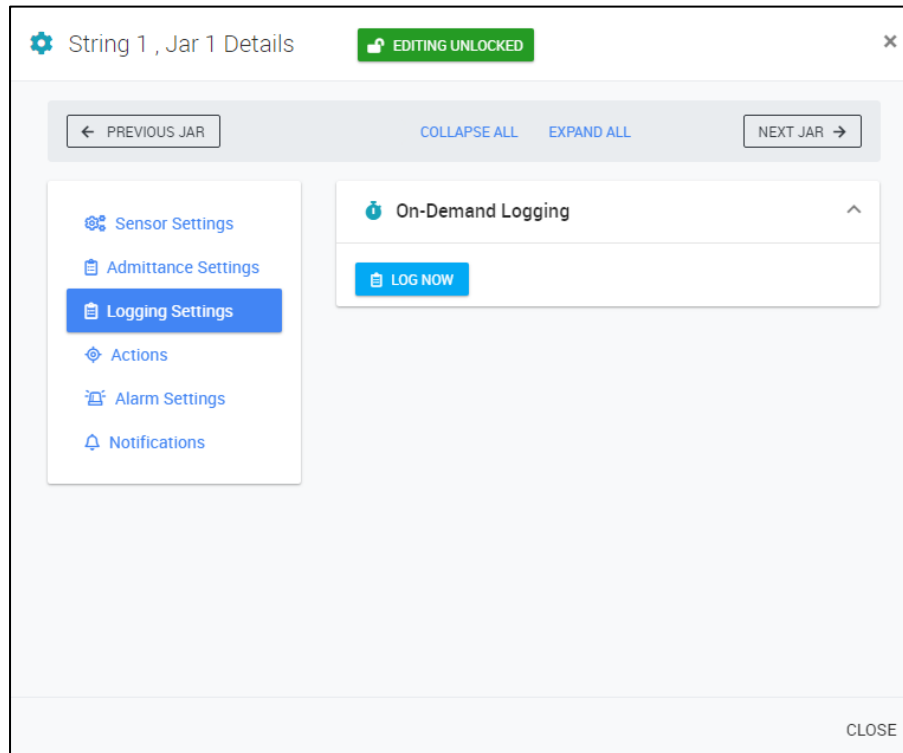 String 1 , Jar 1 Details
EDITING UNLOCKED
PREVIOUS JAR
COLLAPSE ALL
EXPAND ALL
NEXT JAR
Sensor Settings
Admittance Settings
Logging Settings
Actions
Alarm Settings
Notifications
On-Demand Logging
LOG NOW
CLOSE